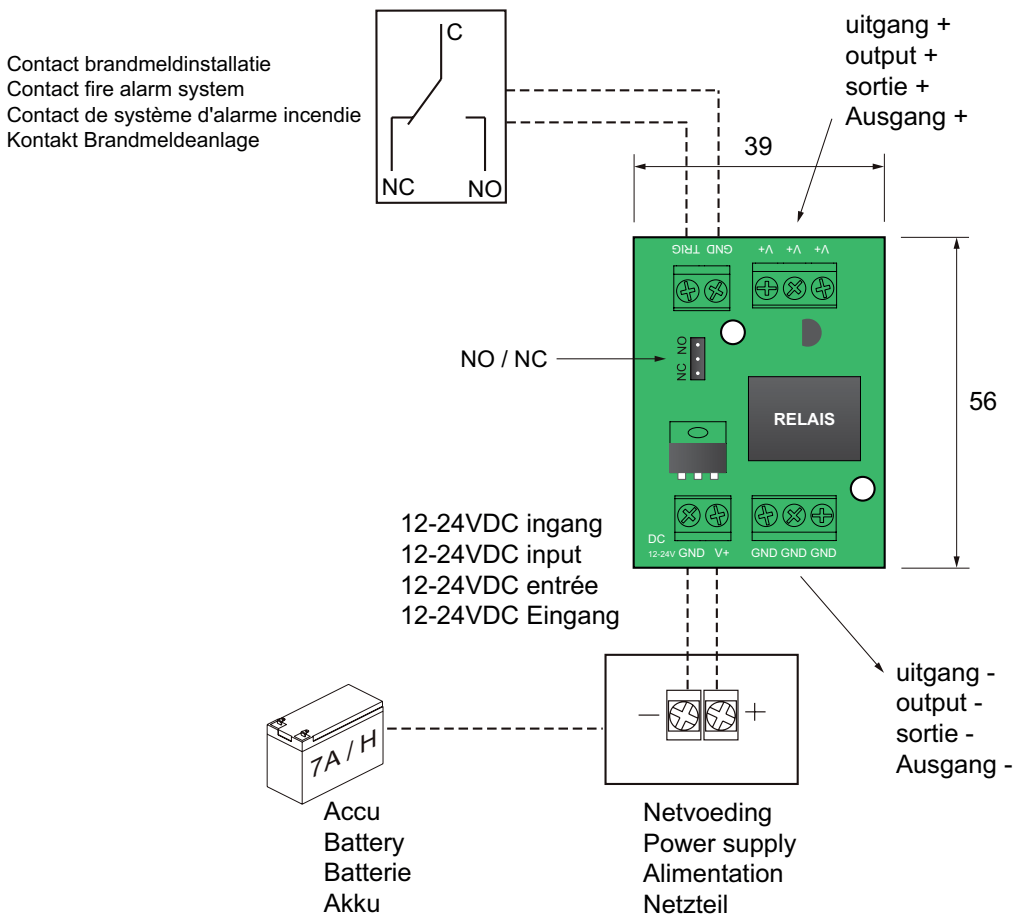 C
NC NO
Contact brandmeldinstallatie
Contact fire alarm system
Contact de système d'alarme incendie
Kontakt Brandmeldeanlage
uitgang +
output +
sortie +
Ausgang +
39
56
TRIG GND
V+ V+ V+
NO / NC
NC NO
RELAIS
12-24VDC ingang
12-24VDC input
12-24VDC entrée
12-24VDC Eingang
DC
12-24V GND V+
GND GND GND
uitgang -
output -
sortie -
Ausgang -
– +
7A / H
Accu
Battery
Batterie
Akku
Netvoeding
Power supply
Alimentation
Netzteil